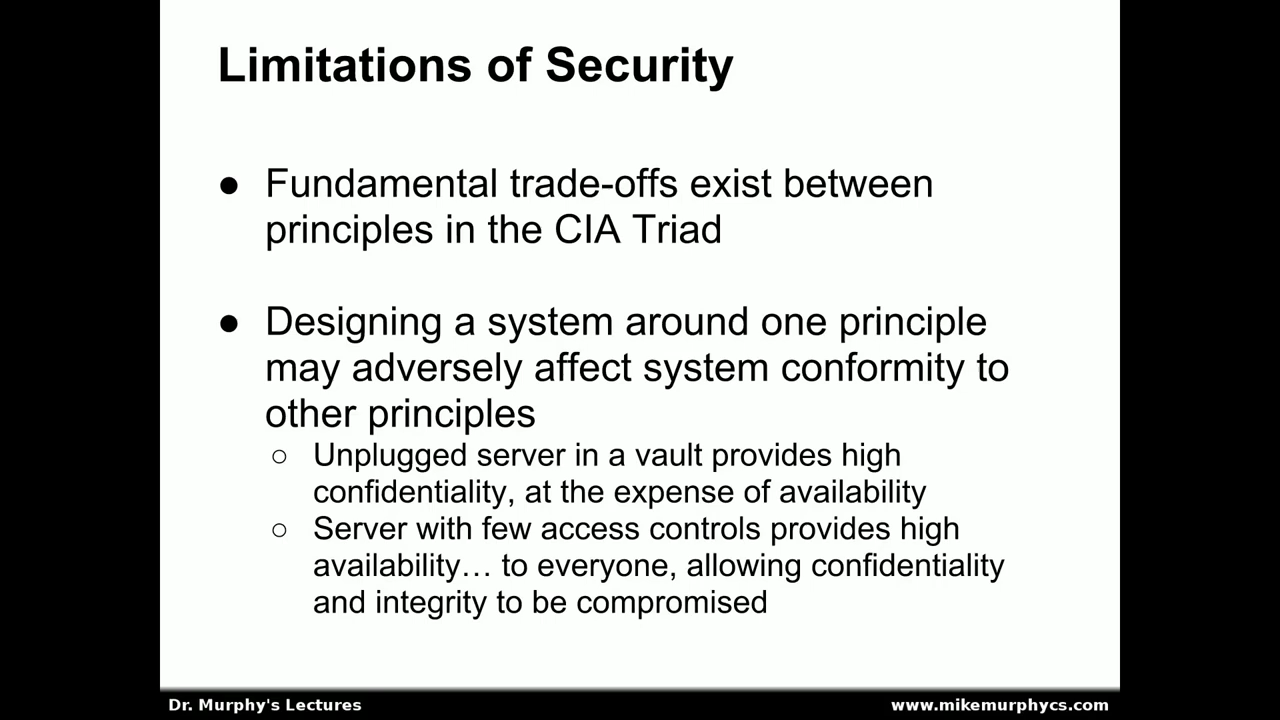 Limitations of Security
● Fundamental trade-offs exist between
principles in the CIA Triad
● Designing a system around one principle
may adversely affect system conformity to
other principles
○ Unplugged server in a vault provides high
confidentiality, at the expense of availability
○ Server with few access controls provides high
availability… to everyone, allowing confidentiality
and integrity to be compromised
Dr. Murphy's Lectures
www.mikemurphycs.com